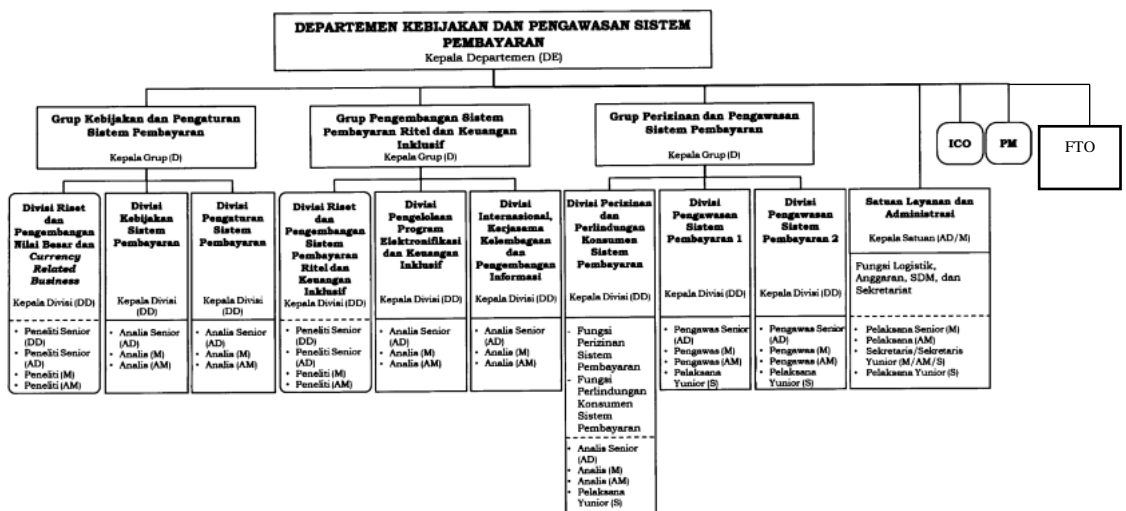 DEPARTEMEN KEBIJAKAN DAN PENGAWASAN SISTEM
PEMBAYARAN
Kepala Departemen (DE)
Grup Kebijakan dan Pengaturan
Sistem Pembayaran
Kepala Grup (D)
Grup Pengembangan Sistem
Pembayaran Ritel dan Keuangan
Inklusif
Kepala Grup (D)
Grup Perizinan dan Pengawasan
Sistem Pembayaran
Kepala Grup (D)
ICO
PM
FTO
Divisi Riset
dan
Pengembangan
Nilai Besar dan
Currency
Related
Business
Kepala Divisi (DD)
• Peneliti Senior
(DD)
• Peneliti Senior
(AD)
• Peneliti (M)
• Peneliti (AM)
Divisi
Kebijakan
Sistem
Pembayaran
Kepala Divisi
(DD)
• Analis Senior
(AD)
• Analis (M)
• Analis (AM)
Divisi
Pengaturan
Sistem
Pembayaran
Kepala Divisi
(DD)
• Analis Senior
(AD)
• Analis (M)
• Analis (AM)
Divisi Riset
dan
Pengembangan
Sistem
Pembayaran
Ritel dan
Keuangan
Inklusif
Kepala Divisi (DD)
• Peneliti Senior
(DD)
• Peneliti Senior
(AD)
• Peneliti (M)
• Peneliti (AM)
Divisi
Pengelolaan
Program
Elektronifikasi
dan Keuangan
Inklusif
Kepala Divisi (DD)
• Analis Senior
(AD)
• Analis (M)
• Analis (AM)
Divisi
Internasional,
Kerjasama
Kelembagaan
dan
Pengembangan
Informasi
Kepala Divisi (DD)
• Analis Senior
(AD)
• Analis (M)
• Analis (AM)
Divisi Perizinan
dan
Perlindungan
Konsumen
Sistem
Pembayaran
Kepala Divisi (DD)
- Fungsi
Perizinan
Sistem
Pembayaran
- Fungsi
Perlindungan
Konsumen
Sistem
Pembayaran
• Analis Senior
(AD)
• Analis (M)
• Analis (AM)
• Pelaksana
Yunior (S)
Divisi
Pengawasan
Sistem
Pembayaran 1
Kepala Divisi (DD)
• Pengawas Senior
(AD)
• Pengawas (M)
• Pengawas (AM)
• Pelaksana
Yunior (S)
Divisi
Pengawasan
Sistem
Pembayaran 2
Kepala Divisi (DD)
• Pengawas Senior
(AD)
• Pengawas (M)
• Pengawas (AM)
• Pelaksana
Yunior (S)
Satuan Layanan dan
Administrasi
Kepala Satuan (AD/M)
Fungsi Logistik,
Anggaran, SDM, dan
Sekretariat
• Pelaksana Senior (M)
• Pelaksana (AM)
• Sekretaris/Sekretaris
Yunior (M/AM/S)
• Pelaksana Yunior (S)